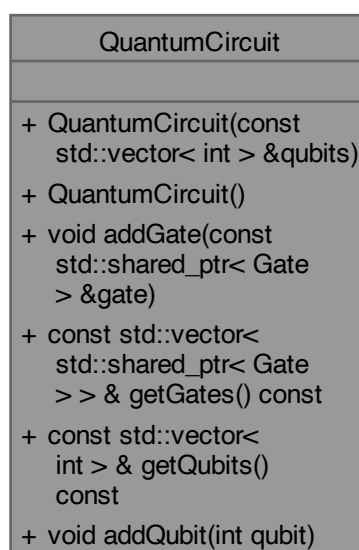 QuantumCircuit
+ QuantumCircuit(const
std::vector< int > &qubits)
+ QuantumCircuit()
+ void addGate(const
std::shared_ptr< Gate
> &gate)
+ const std::vector<
std::shared_ptr< Gate
> > & getGates() const
+ const std::vector<
int > & getQubits()
const
+ void addQubit(int qubit)